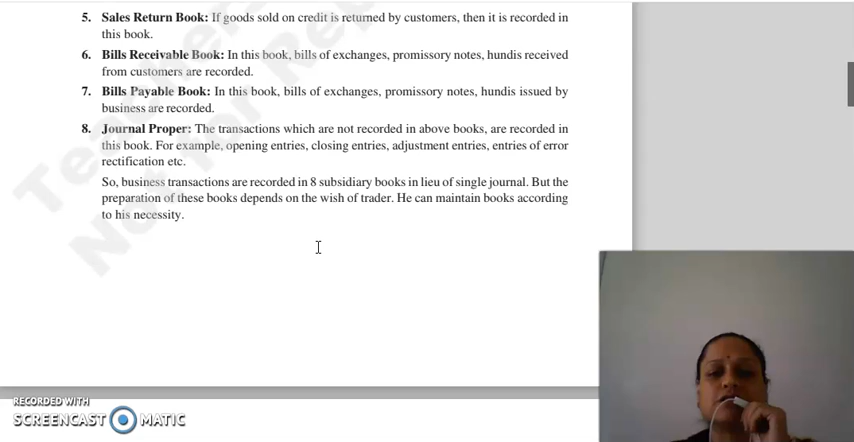 5. Sales Return Book: If goods sold on credit is returned by customers, then it is recorded in
this book.
6. Bills Receivable Book: In this book, bills of exchanges, promissory notes, hundis received
from customers are recorded.
7. Bills Payable Book: In this book, bills of exchanges, promissory notes, hundis issued by
business are recorded.
8. Journal Proper: The transactions which are not recorded in above books, are recorded in
this book. For example, opening entries, closing entries, adjustment entries, entries of error
rectification etc.
So, business transactions are recorded in 8 subsidiary books in lieu of single journal. But the
preparation of these books depends on the wish of trader. He can maintain books according
to his necessity.
RECORDED WITH
SCREENCAST MATIC